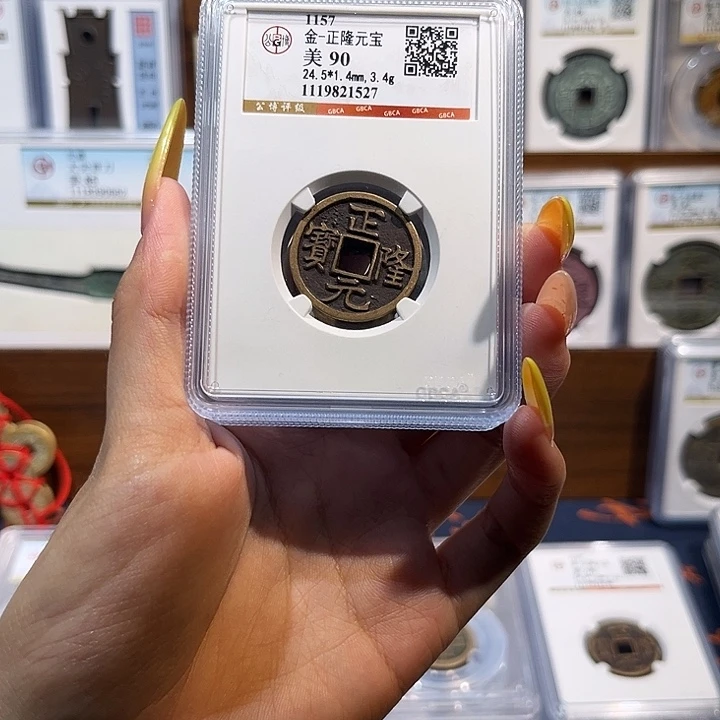 1157
金-正隆元宝
美 90
24.5*1.4mm,3.4g
1119821527
公博评级 GBCA GBCA GBCA GBCA
正隆元寳
GBCA